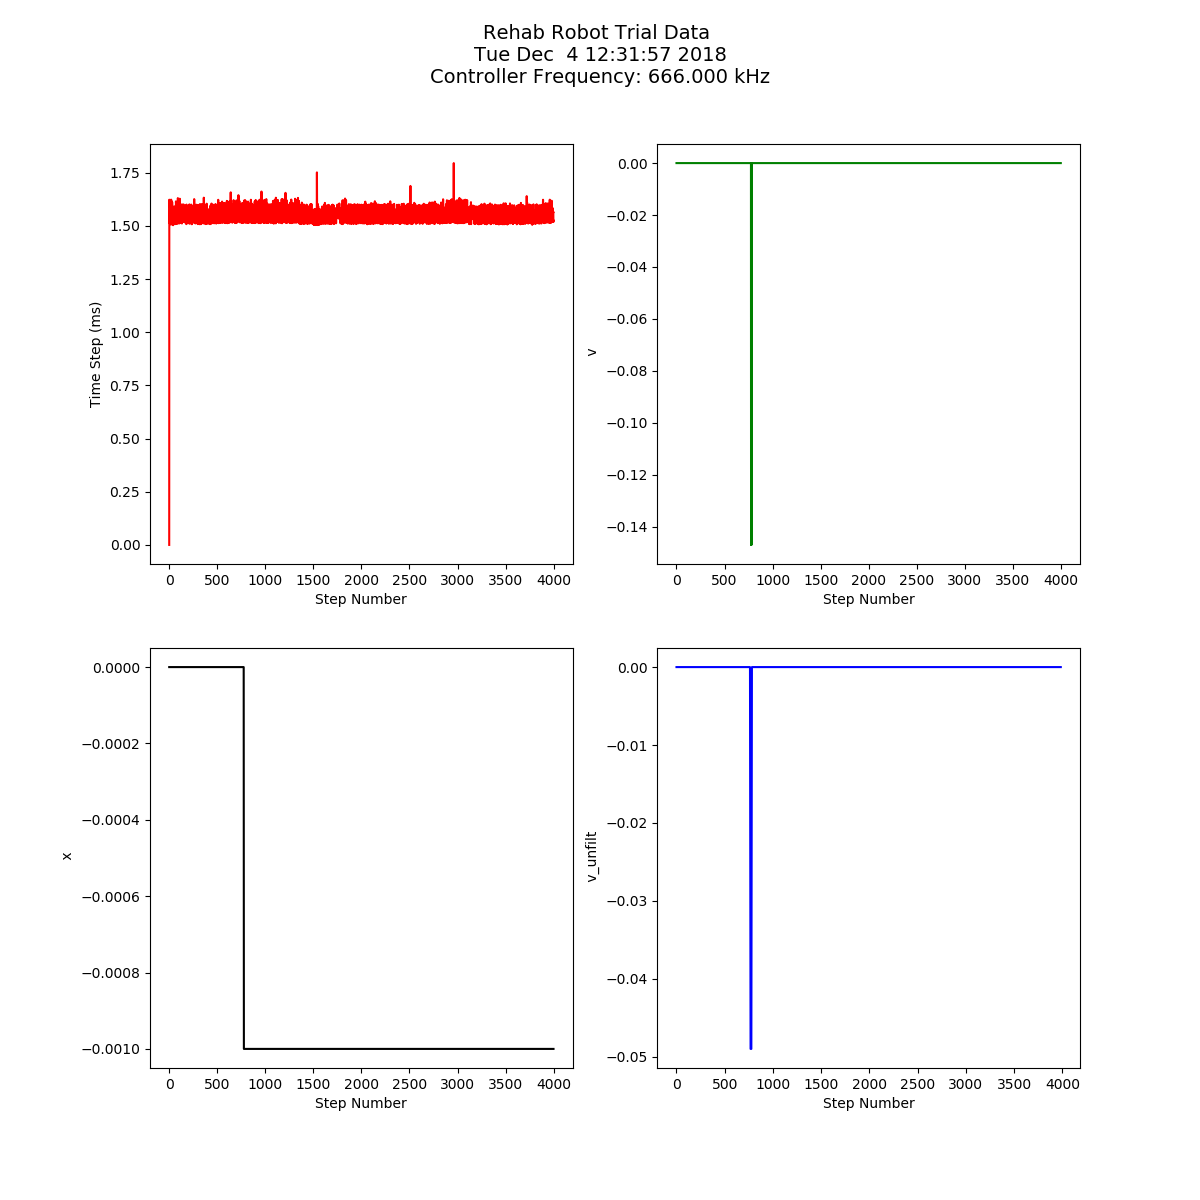 Rehab Robot Trial Data
Tue Dec  4 12:31:57 2018
Controller Frequency: 666.000 kHz
1.75
1.50
1.25
1.00
0.75
0.50
0.25
0.00
Time Step (ms)
0 500 1000 1500 2000 2500 3000 3500 4000
Step Number
0.00
−0.02
−0.04
−0.06
−0.08
−0.10
−0.12
−0.14
v
0 500 1000 1500 2000 2500 3000 3500 4000
Step Number
0.0000
−0.0002
−0.0004
−0.0006
−0.0008
−0.0010
x
0 500 1000 1500 2000 2500 3000 3500 4000
Step Number
0.00
−0.01
−0.02
−0.03
−0.04
−0.05
v_unfilt
0 500 1000 1500 2000 2500 3000 3500 4000
Step Number